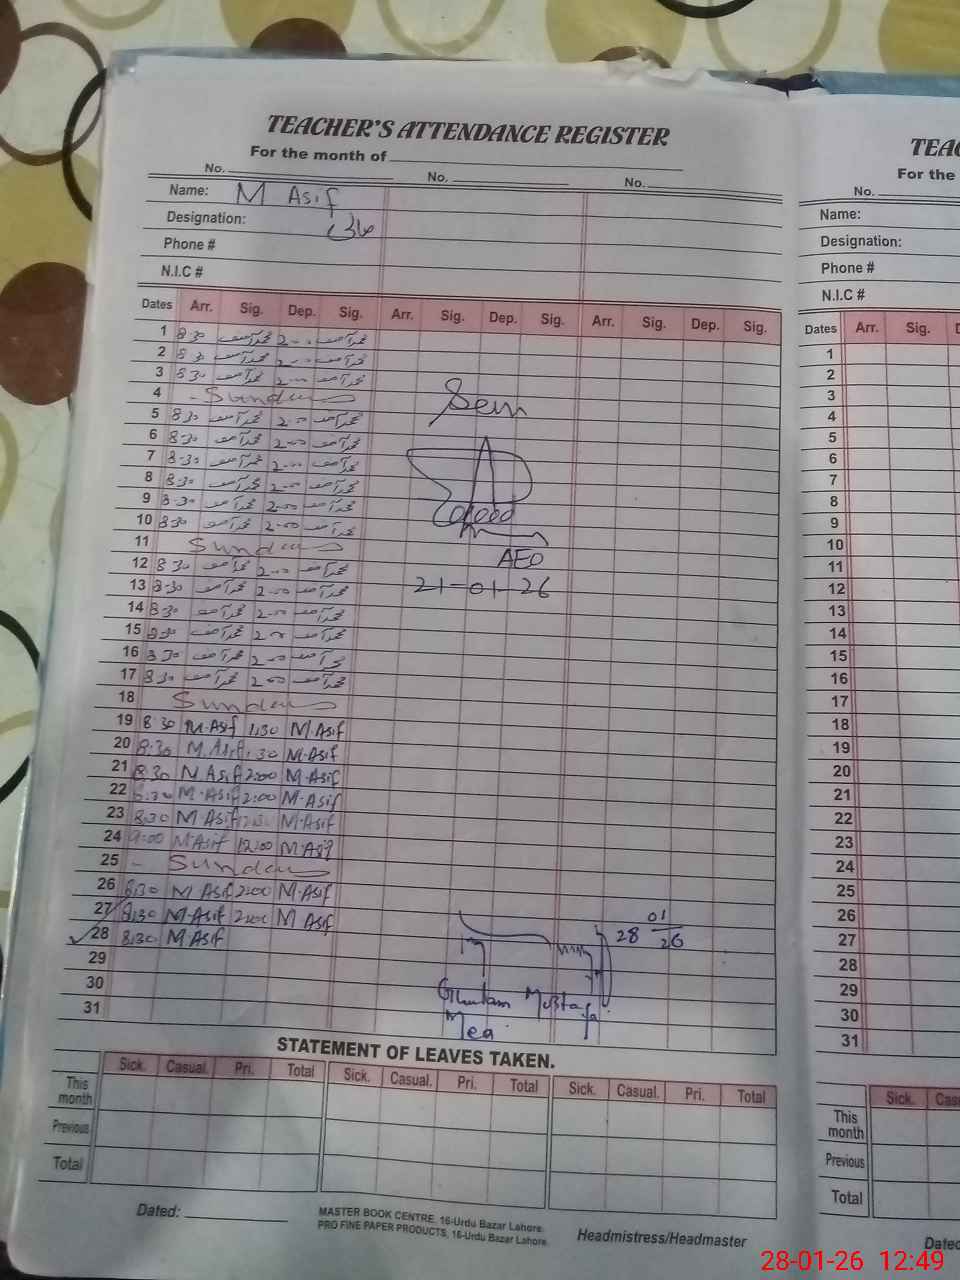 TEACHER'S ATTENDANCE REGISTER
For the month of
No. No. No.
Name: M Asif
Designation: مالی
Phone #
N.I.C #
Dates Arr. Sig. Dep. Sig. Arr. Sig. Dep. Sig. Arr. Sig. Dep. Sig.
1 8:30 محمد آصف 2:00 محمد آصف
2 8:30 محمد آصف 2:00 محمد آصف
3 8:30 محمد آصف 2:00 محمد آصف
4 - Sunday
5 8:30 محمد آصف 2:00 محمد آصف
6 8:30 محمد آصف 2:00 محمد آصف
7 8:30 محمد آصف 2:00 محمد آصف
8 8:30 محمد آصف 2:00 محمد آصف
9 8:30 محمد آصف 2:00 محمد آصف
10 8:30 محمد آصف 2:00 محمد آصف
11 Sunday
12 8:30 محمد آصف 2:00 محمد آصف
13 8:30 محمد آصف 2:00 محمد آصف
14 8:30 محمد آصف 2:00 محمد آصف
15 8:30 محمد آصف 2:00 محمد آصف
16 8:30 محمد آصف 2:00 محمد آصف
17 8:30 محمد آصف 2:00 محمد آصف
18 Sunday
19 8:30 M.Asif 1:30 M.Asif
20 8:30 M.Asif 1:30 M.Asif
21 8:30 M.Asif 2:00 M.Asif
22 8:30 M.Asif 2:00 M.Asif
23 8:30 M.Asif M.Asif
24 9:00 M.Asif 12:00 M.Asif
25 - Sunday
26 8:30 M.Asif 2:00 M.Asif
27 8:30 M.Asif 2:00 M.Asif
28 8:30 M Asif
29
30
31
Seen
AEO
21-01-26
28 01/26
Ghulam Mustafa
Mea
STATEMENT OF LEAVES TAKEN.
Sick. Casual. Pri. Total Sick. Casual. Pri. Total Sick. Casual. Pri. Total
This month
Previous
Total
Dated:
MASTER BOOK CENTRE, 16-Urdu Bazar Lahore.
PRO FINE PAPER PRODUCTS, 16-Urdu Bazar Lahore.
Headmistress/Headmaster
TEAC
For the
No.
Name:
Designation:
Phone #
N.I.C #
Dates Arr. Sig. D
1
2
3
4
5
6
7
8
9
10
11
12
13
14
15
16
17
18
19
20
21
22
23
24
25
26
27
28
29
30
31
Sick. Cas
This month
Previous
Total
Dated
28-01-26 12:49